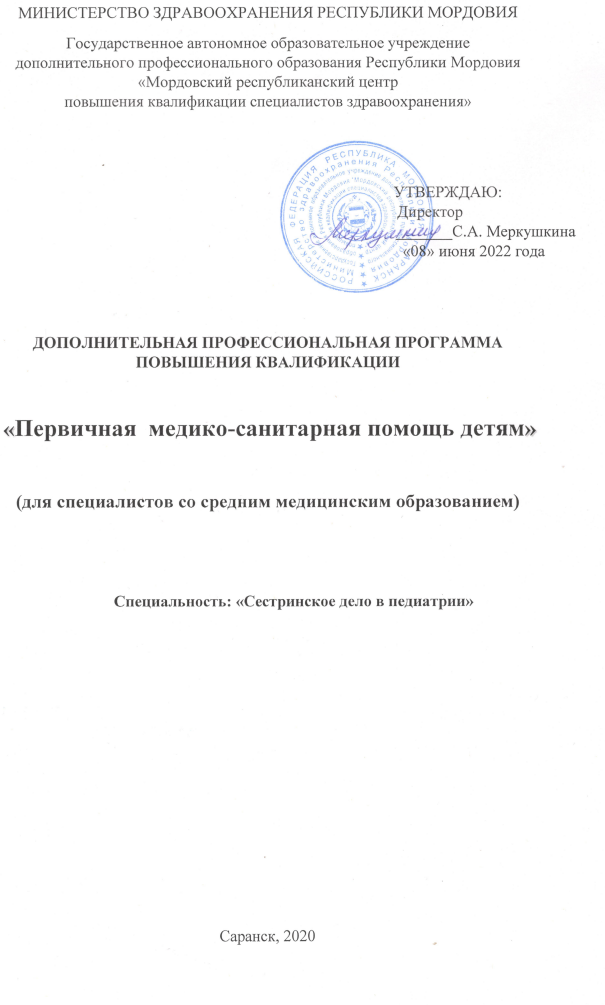 МИНИСТЕРСТВО ЗДРАВООХРАНЕНИЯ РЕСПУБЛИКИ МОРДОВИЯ
Государственное автономное образовательное учреждение
дополнительного профессионального образования Республики Мордовия
«Мордовский республиканский центр
повышения квалификации специалистов здравоохранения»
УТВЕРЖДАЮ:
Директор
_______С.А. Меркушкина
«08» июня 2022 года
ДОПОЛНИТЕЛЬНАЯ ПРОФЕССИОНАЛЬНАЯ ПРОГРАММА
ПОВЫШЕНИЯ КВАЛИФИКАЦИИ
«Первичная медико-санитарная помощь детям»
(для специалистов со средним медицинским образованием)
Специальность: «Сестринское дело в педиатрии»
Саранск, 2020